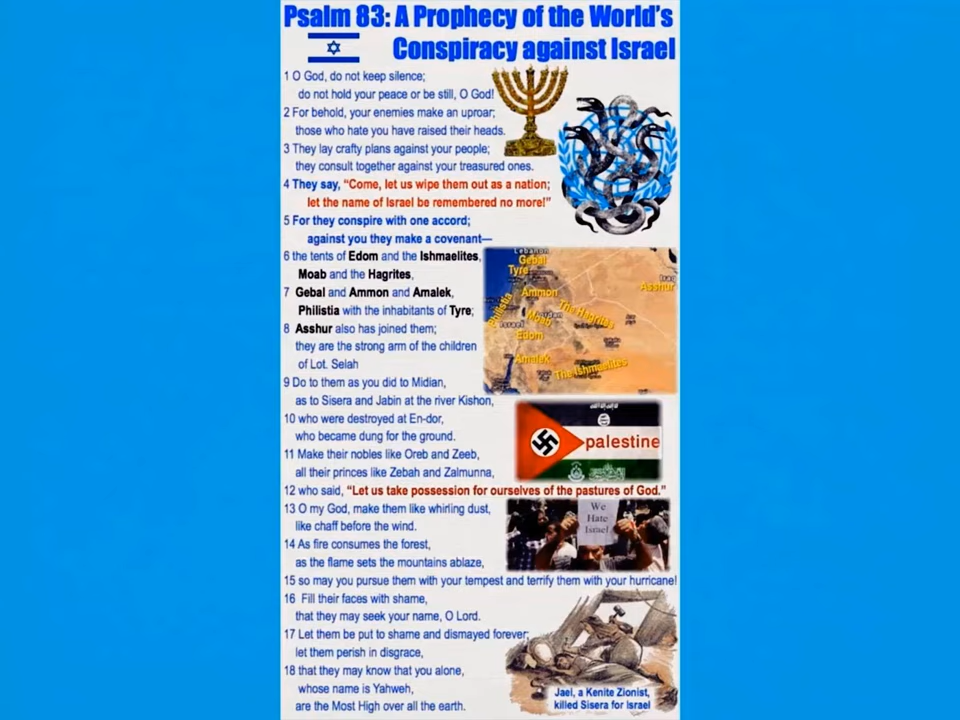 Psalm 83: A Prophecy of the World's
Conspiracy against Israel
1 O God, do not keep silence;
do not hold your peace or be still, O God!
2 For behold, your enemies make an uproar;
those who hate you have raised their heads.
3 They lay crafty plans against your people;
they consult together against your treasured ones.
4 They say, “Come, let us wipe them out as a nation;
let the name of Israel be remembered no more!”
5 For they conspire with one accord;
against you they make a covenant—
6 the tents of Edom and the Ishmaelites,
Moab and the Hagrites,
7 Gebal and Ammon and Amalek,
Philistia with the inhabitants of Tyre;
8 Asshur also has joined them;
they are the strong arm of the children
of Lot. Selah
9 Do to them as you did to Midian,
as to Sisera and Jabin at the river Kishon,
10 who were destroyed at En-dor,
who became dung for the ground.
11 Make their nobles like Oreb and Zeeb,
all their princes like Zebah and Zalmunna,
12 who said, “Let us take possession for ourselves of the pastures of God.”
13 O my God, make them like whirling dust,
like chaff before the wind.
14 As fire consumes the forest,
as the flame sets the mountains ablaze,
15 so may you pursue them with your tempest and terrify them with your hurricane!
16 Fill their faces with shame,
that they may seek your name, O Lord.
17 Let them be put to shame and dismayed forever;
let them perish in disgrace,
18 that they may know that you alone,
whose name is Yahweh,
are the Most High over all the earth.
Lebanon
Gebal
Tyre
Iraq
Asshur
Ammon
Philistia
The Hagrites
Israel
Moab
Jordan
Edom
Amalek
The Ishmaelites
palestine
We
Hate
Israel
Jael, a Kenite Zionist,
killed Sisera for Israel